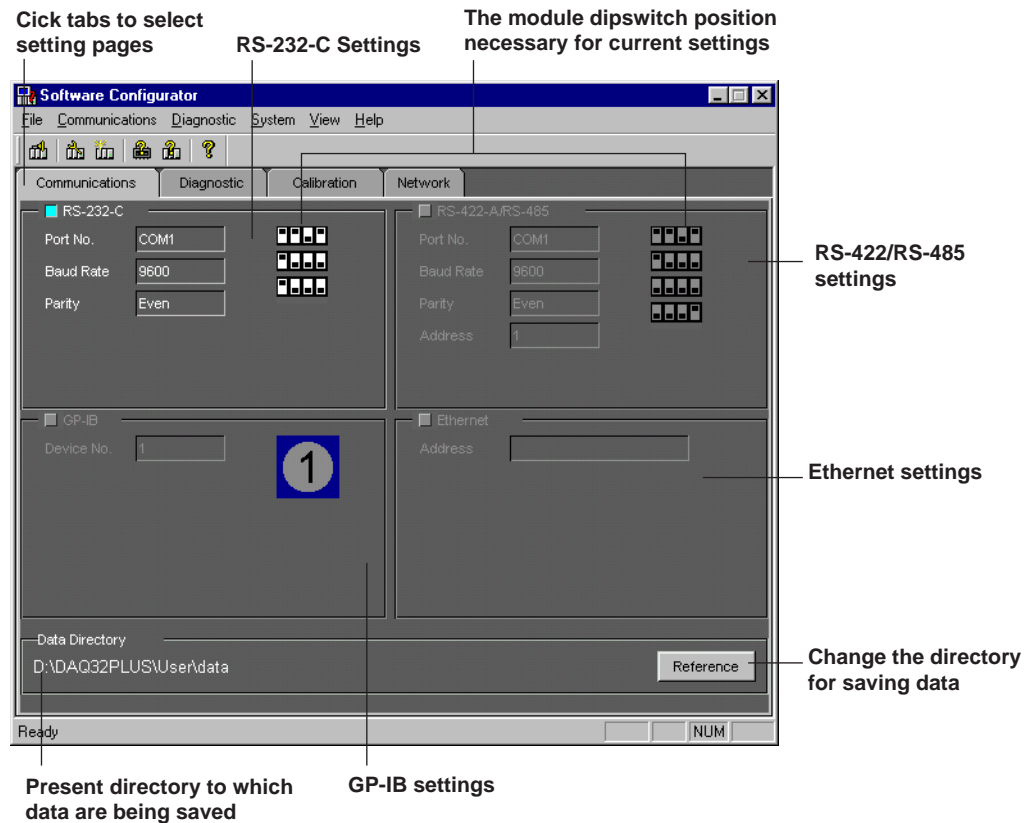 Cick tabs to select
setting pages
RS-232-C Settings
The module dipswitch position
necessary for current settings
Software Configurator
File Communications Diagnostic System View Help
Communications Diagnostic Calibration Network
RS-232-C
Port No. COM1
Baud Rate 9600
Parity Even
RS-422-A/RS-485
Port No. COM1
Baud Rate 9600
Parity Even
Address 1
RS-422/RS-485
settings
GP-IB
Device No. 1
1
Ethernet
Address
Ethernet settings
Data Directory
D:\DAQ32PLUS\User\data
Reference
Change the directory
for saving data
Ready NUM
Present directory to which
data are being saved
GP-IB settings